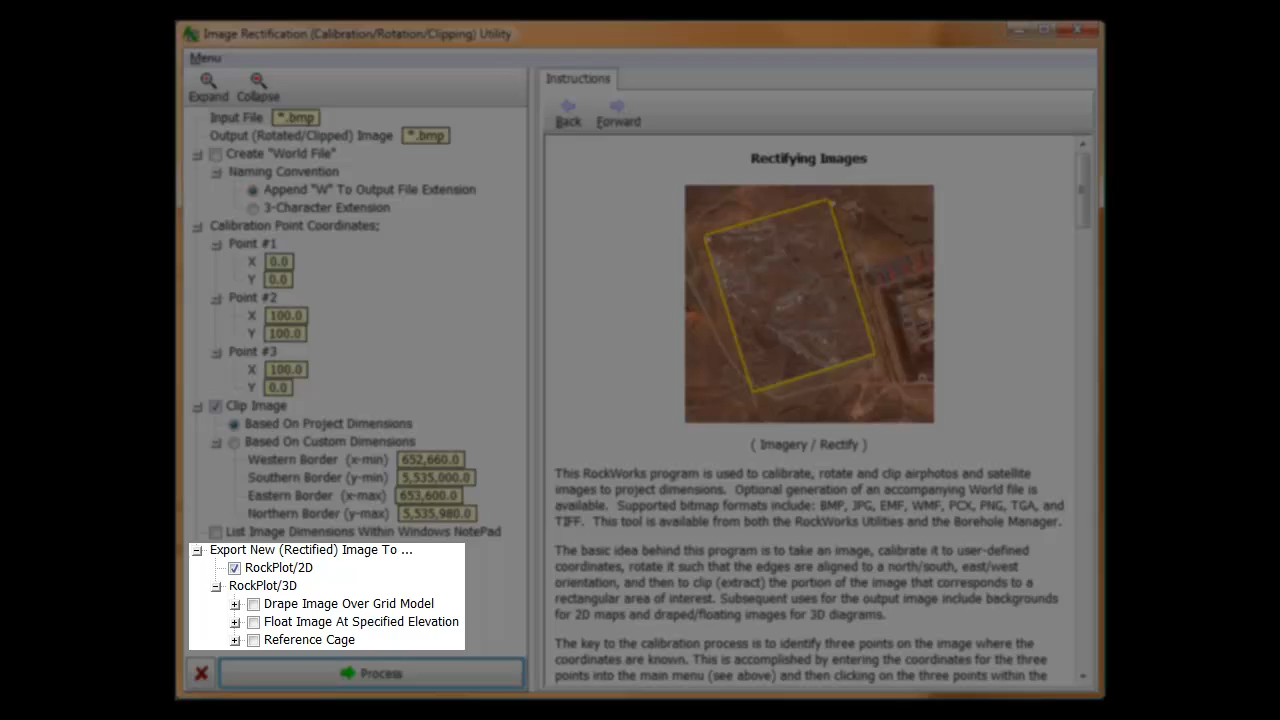 Image Rectification (Calibration/Rotation/Clipping) Utility
Menu
Expand Collapse
Input File *.bmp
Output (Rotated/Clipped) Image *.bmp
Create "World File"
Naming Convention
Append "W" To Output File Extension
3-Character Extension
Calibration Point Coordinates;
Point #1
X 0.0
Y 0.0
Point #2
X 100.0
Y 100.0
Point #3
X 100.0
Y 0.0
Clip Image
Based On Project Dimensions
Based On Custom Dimensions
Western Border (x-min) 652,660.0
Southern Border (y-min) 5,535,000.0
Eastern Border (x-max) 653,600.0
Northern Border (y-max) 5,535,980.0
List Image Dimensions Within Windows NotePad
Export New (Rectified) Image To ...
RockPlot/2D
RockPlot/3D
Drape Image Over Grid Model
Float Image At Specified Elevation
Reference Cage
Process
Instructions
Back Forward
Rectifying Images
( Imagery / Rectify )
This RockWorks program is used to calibrate, rotate and clip airphotos and satellite
images to project dimensions. Optional generation of an accompanying World file is
available. Supported bitmap formats include: BMP, JPG, EMF, WMF, PCX, PNG, TGA, and
TIFF. This tool is available from both the RockWorks Utilities and the Borehole Manager.
The basic idea behind this program is to take an image, calibrate it to user-defined
coordinates, rotate it such that the edges are aligned to a north/south, east/west
orientation, and then to clip (extract) the portion of the image that corresponds to a
rectangular area of interest. Subsequent uses for the output image include backgrounds
for 2D maps and draped/floating images for 3D diagrams.
The key to the calibration process is to identify three points on the image where the
coordinates are known. This is accomplished by entering the coordinates for the three
points into the main menu (see above) and then clicking on the three points within the